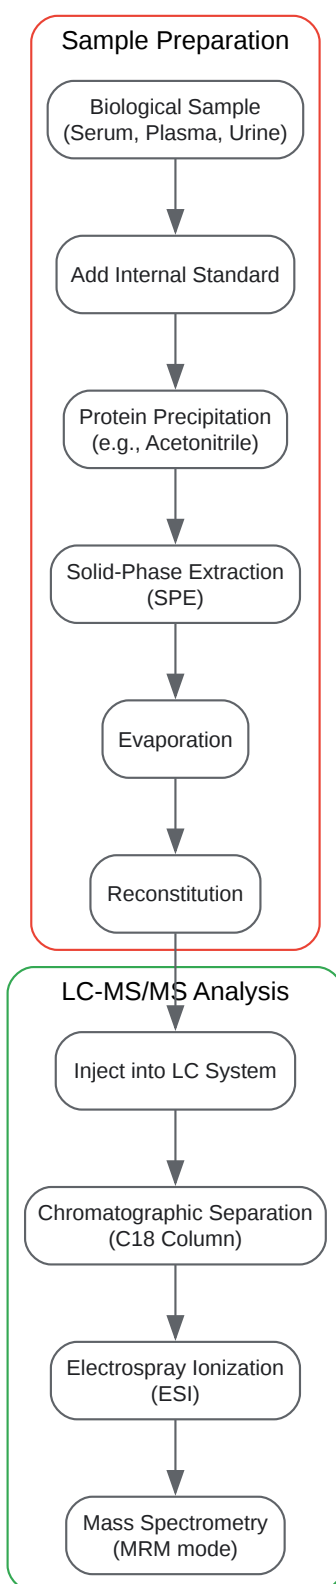 Sample Preparation
Biological Sample
(Serum, Plasma, Urine)
Add Internal Standard
Protein Precipitation
(e.g., Acetonitrile)
Solid-Phase Extraction
(SPE)
Evaporation
Reconstitution
LC-MS/MS Analysis
Inject into LC System
Chromatographic Separation
(C18 Column)
Electrospray Ionization
(ESI)
Mass Spectrometry
(MRM mode)